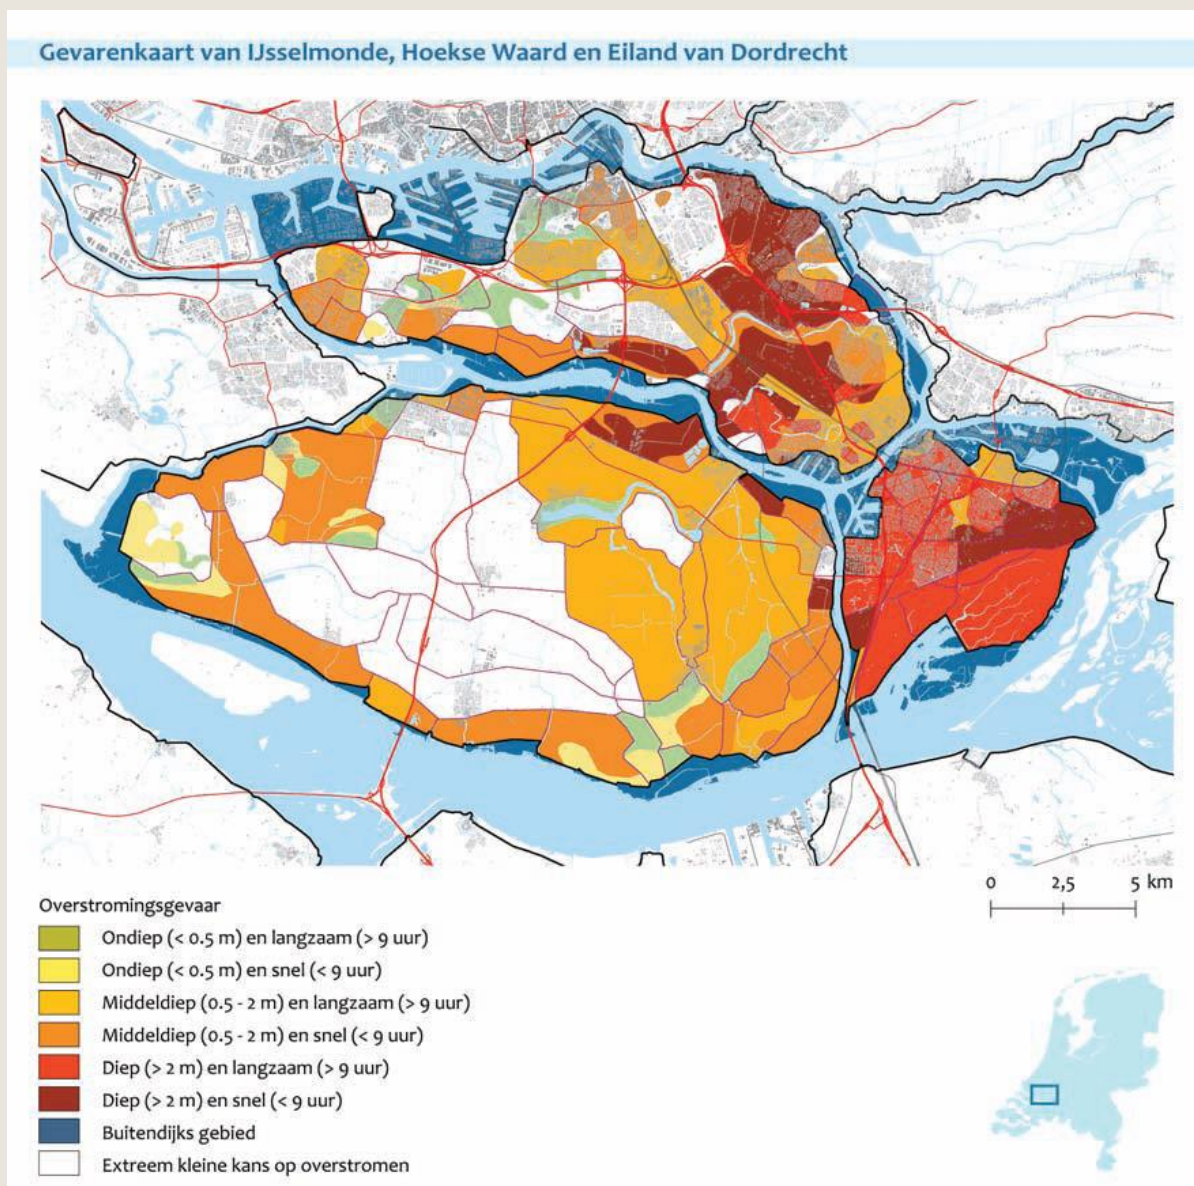 Gevarenkaart van IJsselmonde, Hoekse Waard en Eiland van Dordrecht
0 2,5 5 km
Overstromingsgevaar
Ondiep (< 0.5 m) en langzaam (> 9 uur)
Ondiep (< 0.5 m) en snel (< 9 uur)
Middeldiep (0.5 - 2 m) en langzaam (> 9 uur)
Middeldiep (0.5 - 2 m) en snel (< 9 uur)
Diep (> 2 m) en langzaam (> 9 uur)
Diep (> 2 m) en snel (< 9 uur)
Buitendijks gebied
Extreem kleine kans op overstromen